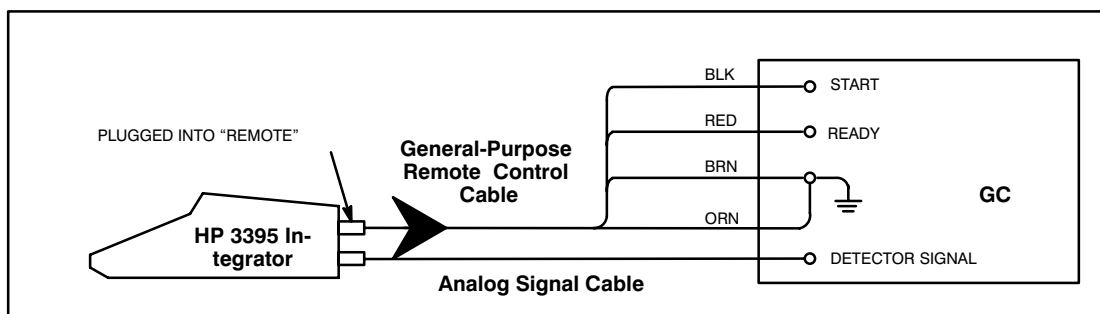 PLUGGED INTO “REMOTE”
HP 3395 In-
tegrator
General-Purpose
Remote Control
Cable
Analog Signal Cable
BLK
RED
BRN
ORN
START
READY
GC
DETECTOR SIGNAL